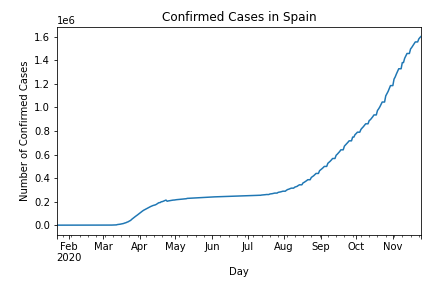 Confirmed Cases in Spain
1e6
1.6
1.4
1.2
1.0
0.8
0.6
0.4
0.2
0.0
Number of Confirmed Cases
Feb Mar Apr May Jun Jul Aug Sep Oct Nov
2020
Day